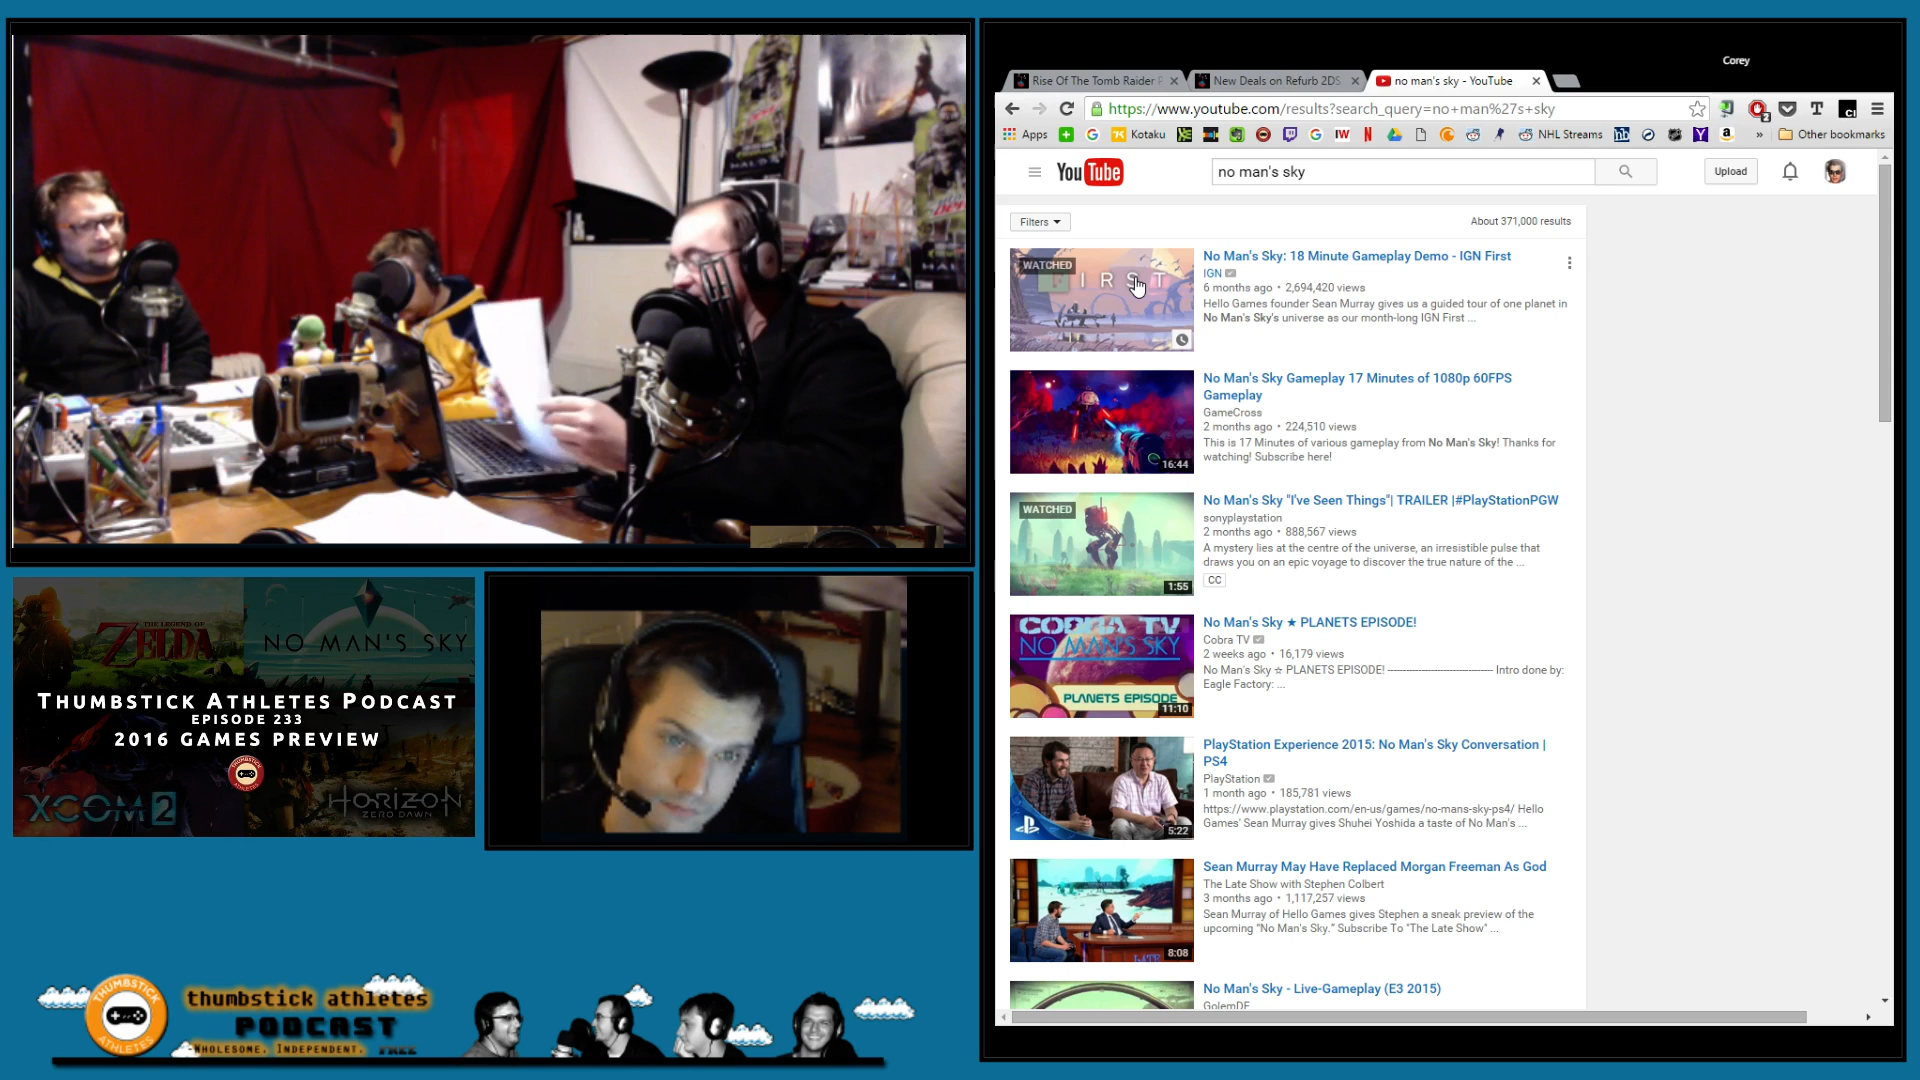 Corey
Rise Of The Tomb Raider
New Deals on Refurb 2DS
no man's sky - YouTube
https://www.youtube.com/results?search_query=no+man%27s+sky
Apps
Kotaku
NHL Streams
Other bookmarks
YouTube
no man's sky
Upload
Filters
About 371,000 results
WATCHED
FIRST
No Man's Sky: 18 Minute Gameplay Demo - IGN First
IGN
6 months ago • 2,694,420 views
Hello Games founder Sean Murray gives us a guided tour of one planet in
No Man's Sky's universe as our month-long IGN First ...
16:44
No Man's Sky Gameplay 17 Minutes of 1080p 60FPS
Gameplay
GameCross
2 months ago • 224,510 views
This is 17 Minutes of various gameplay from No Man's Sky! Thanks for
watching! Subscribe here!
WATCHED
1:55
No Man's Sky "I've Seen Things"| TRAILER |#PlayStationPGW
sonyplaystation
2 months ago • 888,567 views
A mystery lies at the centre of the universe, an irresistible pulse that
draws you on an epic voyage to discover the true nature of the ...
CC
COBRA TV
NO MAN'S SKY
PLANETS EPISODE
11:10
No Man's Sky ★ PLANETS EPISODE!
Cobra TV
2 weeks ago • 16,179 views
No Man's Sky ☆ PLANETS EPISODE! ---------------------------------- Intro done by:
Eagle Factory: ...
5:22
PlayStation Experience 2015: No Man's Sky Conversation |
PS4
PlayStation
1 month ago • 185,781 views
https://www.playstation.com/en-us/games/no-mans-sky-ps4/ Hello
Games' Sean Murray gives Shuhei Yoshida a taste of No Man's ...
8:08
Sean Murray May Have Replaced Morgan Freeman As God
The Late Show with Stephen Colbert
3 months ago • 1,117,257 views
Sean Murray of Hello Games gives Stephen a sneak preview of the
upcoming "No Man's Sky." Subscribe To "The Late Show" ...
No Man's Sky - Live-Gameplay (E3 2015)
GolemDE
THE LEGEND OF
ZELDA
NO MAN'S SKY
THUMBSTICK ATHLETES PODCAST
EPISODE 233
2016 GAMES PREVIEW
XCOM 2
HORIZON
ZERO DAWN
THUMBSTICK
ATHLETES
thumbstick athletes
PODCAST
-WHOLESOME. INDEPENDENT. FREE